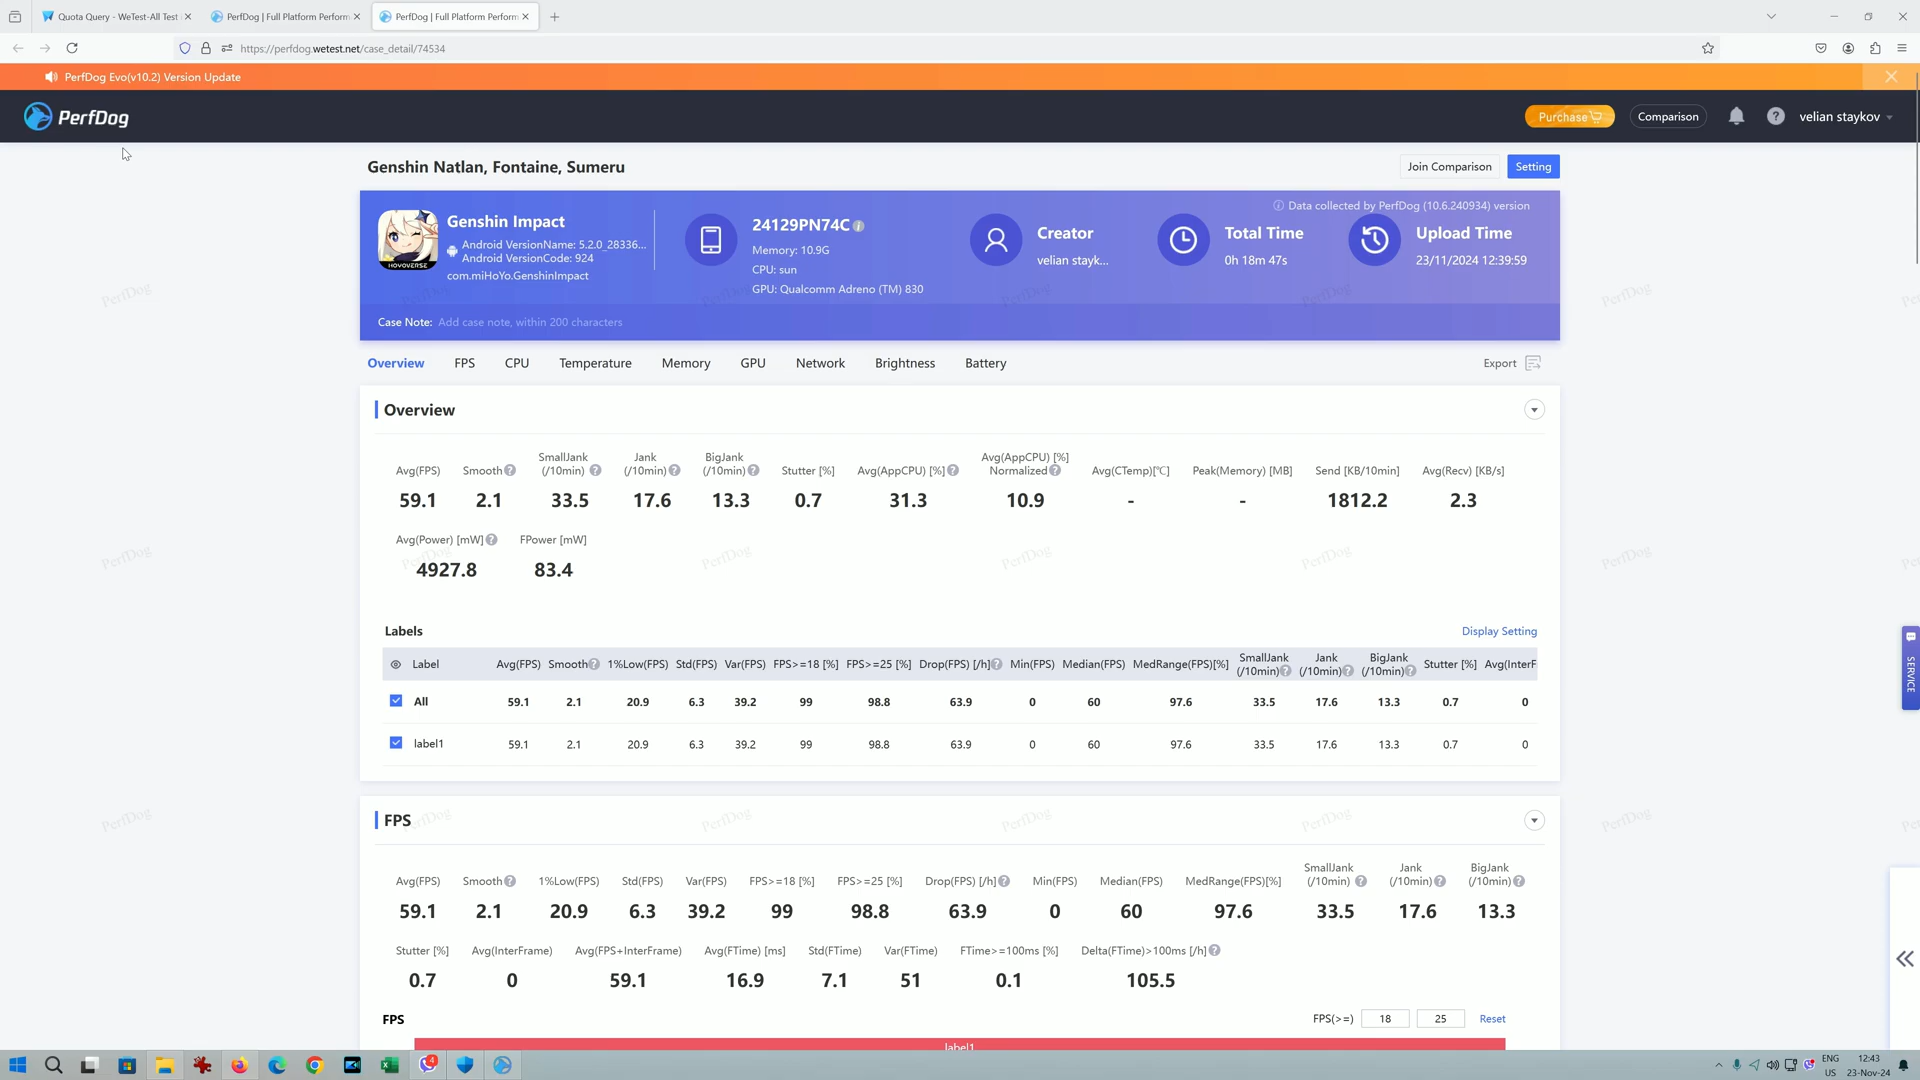 Quota Query - WeTest-All Test
PerfDog | Full Platform Perform
PerfDog | Full Platform Perform
https://perfdog.wetest.net/case_detail/74534
PerfDog Evo(v10.2) Version Update
PerfDog
Purchase
Comparison
velian staykov
Genshin Natlan, Fontaine, Sumeru
Join Comparison
Setting
Data collected by PerfDog (10.6.240934) version
Genshin Impact
Android VersionName: 5.2.0_28336...
Android VersionCode: 924
com.miHoYo.GenshinImpact
HOYOVERSE
24129PN74C
Memory: 10.9G
CPU: sun
GPU: Qualcomm Adreno (TM) 830
Creator
velian stayk...
Total Time
0h 18m 47s
Upload Time
23/11/2024 12:39:59
Case Note: Add case note, within 200 characters
Overview FPS CPU Temperature Memory GPU Network Brightness Battery
Export
Overview
Avg(FPS) Smooth SmallJank (/10min) Jank (/10min) BigJank (/10min) Stutter [%] Avg(AppCPU) [%] Avg(AppCPU) [%] Normalized Avg(CTemp)[℃] Peak(Memory) [MB] Send [KB/10min] Avg(Recv) [KB/s]
59.1 2.1 33.5 17.6 13.3 0.7 31.3 10.9 - - 1812.2 2.3
Avg(Power) [mW] FPower [mW]
4927.8 83.4
Labels
Display Setting
Label Avg(FPS) Smooth 1%Low(FPS) Std(FPS) Var(FPS) FPS>=18 [%] FPS>=25 [%] Drop(FPS) [/h] Min(FPS) Median(FPS) MedRange(FPS)[%] SmallJank (/10min) Jank (/10min) BigJank (/10min) Stutter [%] Avg(InterF
All 59.1 2.1 20.9 6.3 39.2 99 98.8 63.9 0 60 97.6 33.5 17.6 13.3 0.7 0
label1 59.1 2.1 20.9 6.3 39.2 99 98.8 63.9 0 60 97.6 33.5 17.6 13.3 0.7 0
SERVICE
FPS
Avg(FPS) Smooth 1%Low(FPS) Std(FPS) Var(FPS) FPS>=18 [%] FPS>=25 [%] Drop(FPS) [/h] Min(FPS) Median(FPS) MedRange(FPS)[%] SmallJank (/10min) Jank (/10min) BigJank (/10min)
59.1 2.1 20.9 6.3 39.2 99 98.8 63.9 0 60 97.6 33.5 17.6 13.3
Stutter [%] Avg(InterFrame) Avg(FPS+InterFrame) Avg(FTime) [ms] Std(FTime) Var(FTime) FTime>=100ms [%] Delta(FTime)>100ms [/h]
0.7 0 59.1 16.9 7.1 51 0.1 105.5
FPS
FPS(>=) 18 25 Reset
label1
4
ENG
US
12:43
23-Nov-24